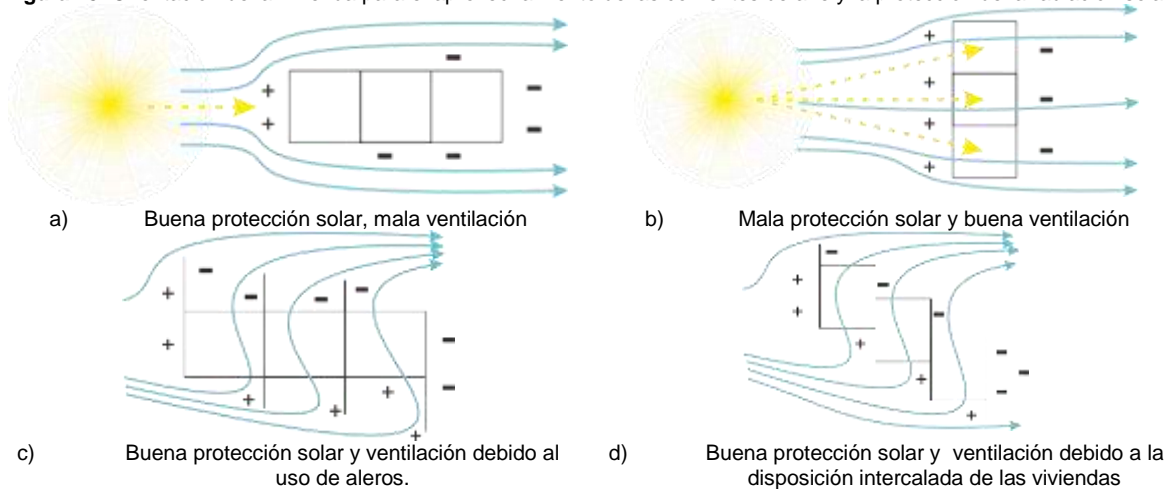 a) Buena protección solar, mala ventilación
b) Mala protección solar y buena ventilación
c) Buena protección solar y ventilación debido al
uso de aleros.
d) Buena protección solar y ventilación debido a la
disposición intercalada de las viviendas